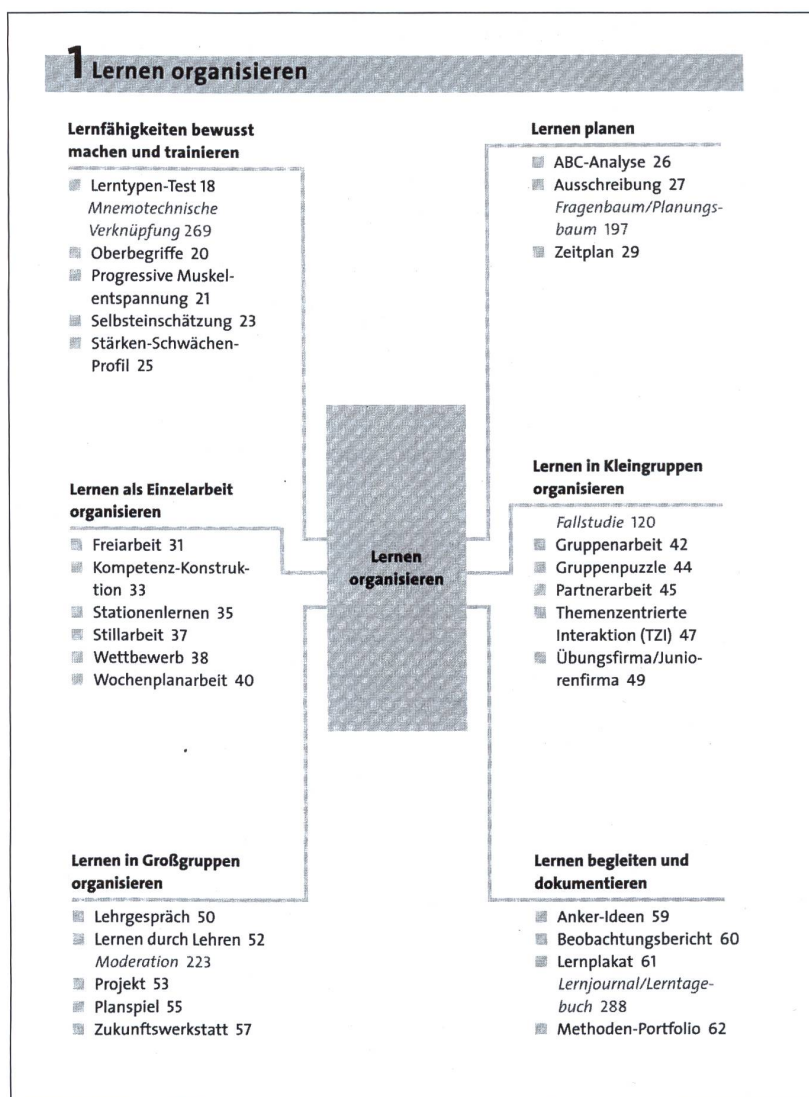 1 Lernen organisieren
Lernfähigkeiten bewusst
machen und trainieren
Lerntypen-Test 18
Mnemotechnische
Verknüpfung 269
Oberbegriffe 20
Progressive Muskel-
entspannung 21
Selbsteinschätzung 23
Stärken-Schwächen-
Profil 25
Lernen planen
ABC-Analyse 26
Ausschreibung 27
Fragenbaum/Planungs-
baum 197
Zeitplan 29
Lernen als Einzelarbeit
organisieren
Freiarbeit 31
Kompetenz-Konstruk-
tion 33
Stationenlernen 35
Stillarbeit 37
Wettbewerb 38
Wochenplanarbeit 40
Lernen
organisieren
Lernen in Kleingruppen
organisieren
Fallstudie 120
Gruppenarbeit 42
Gruppenpuzzle 44
Partnerarbeit 45
Themenzentrierte
Interaktion (TZI) 47
Übungsfirma/Junio-
renfirma 49
Lernen in Großgruppen
organisieren
Lehrgespräch 50
Lernen durch Lehren 52
Moderation 223
Projekt 53
Planspiel 55
Zukunftswerkstatt 57
Lernen begleiten und
dokumentieren
Anker-Ideen 59
Beobachtungsbericht 60
Lernplakat 61
Lernjournal/Lerntage-
buch 288
Methoden-Portfolio 62